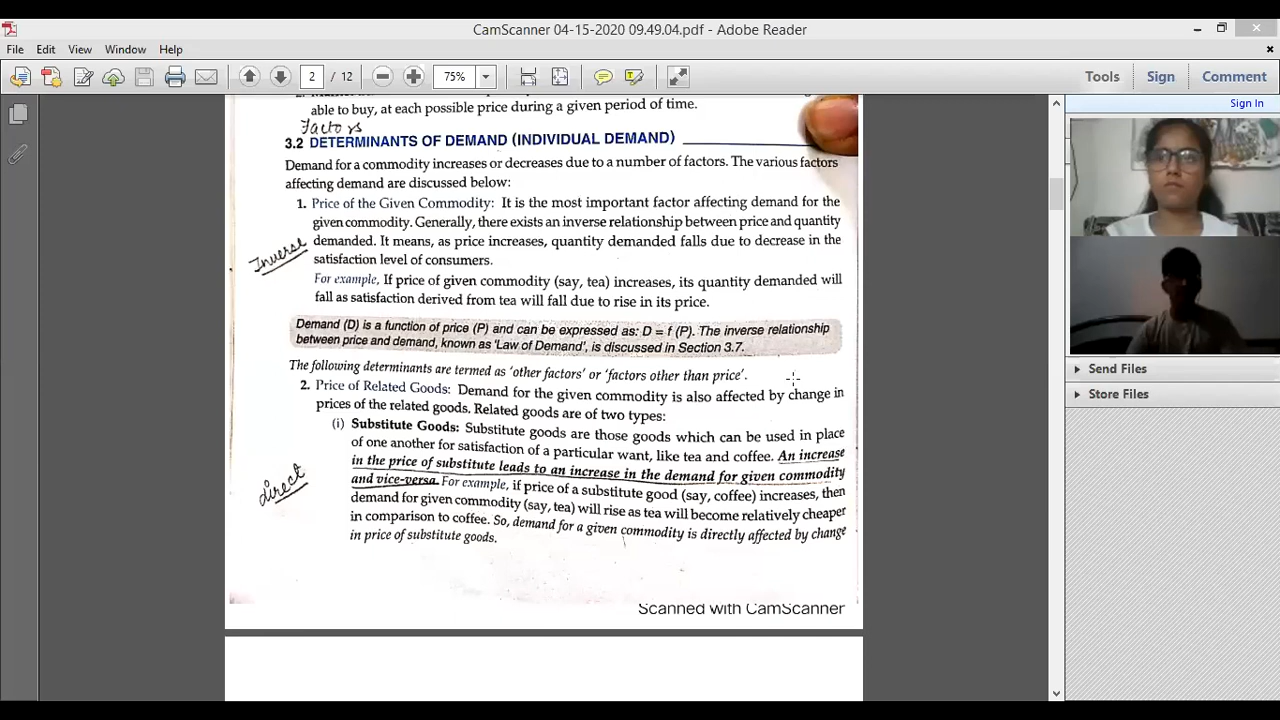 CamScanner 04-15-2020 09.49.04.pdf - Adobe Reader
File Edit View Window Help
2 / 12 75% Tools Sign Comment
Sign In
able to buy, at each possible price during a given period of time.
Factors
3.2 DETERMINANTS OF DEMAND (INDIVIDUAL DEMAND)
Demand for a commodity increases or decreases due to a number of factors. The various factors
affecting demand are discussed below:
1. Price of the Given Commodity: It is the most important factor affecting demand for the
given commodity. Generally, there exists an inverse relationship between price and quantity
Inverse
demanded. It means, as price increases, quantity demanded falls due to decrease in the
satisfaction level of consumers.
For example, If price of given commodity (say, tea) increases, its quantity demanded will
fall as satisfaction derived from tea will fall due to rise in its price.
Demand (D) is a function of price (P) and can be expressed as: D = f (P). The inverse relationship
between price and demand, known as 'Law of Demand', is discussed in Section 3.7.
The following determinants are termed as 'other factors' or 'factors other than price'.
2. Price of Related Goods: Demand for the given commodity is also affected by change in
prices of the related goods. Related goods are of two types:
(i) Substitute Goods: Substitute goods are those goods which can be used in place
of one another for satisfaction of a particular want, like tea and coffee. An increase
in the price of substitute leads to an increase in the demand for given commodity
Direct
and vice-versa. For example, if price of a substitute good (say, coffee) increases, then
demand for given commodity (say, tea) will rise as tea will become relatively cheaper
in comparison to coffee. So, demand for a given commodity is directly affected by change
in price of substitute goods.
Scanned with CamScanner
Send Files
Store Files